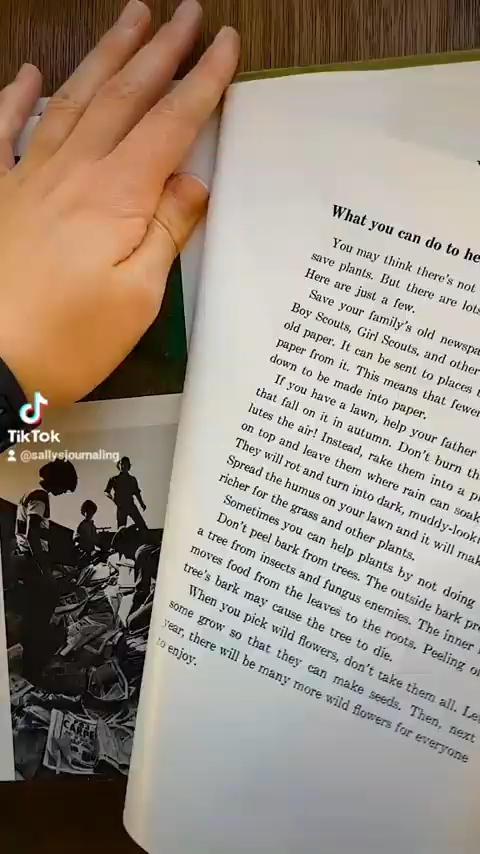 What you can do to he
You may think there's not
save plants. But there are lots
Here are just a few.
Save your family's old newspa
Boy Scouts, Girl Scouts, and other
old paper. It can be sent to places t
paper from it. This means that fewer
down to be made into paper.
If you have a lawn, help your father
that fall on it in autumn. Don't burn th
lutes the air! Instead, rake them into a p
on top and leave them where rain can soak
They will rot and turn into dark, muddy-look
Spread the humus on your lawn and it will mak
richer for the grass and other plants.
Sometimes you can help plants by not doing
Don't peel bark from trees. The outside bark pr
a tree from insects and fungus enemies. The inner
moves food from the leaves to the roots. Peeling o
tree's bark may cause the tree to die.
When you pick wild flowers, don't take them all. Le
some grow so that they can make seeds. Then, next
year, there will be many more wild flowers for everyone
to enjoy.
TikTok
@sallysjournaling